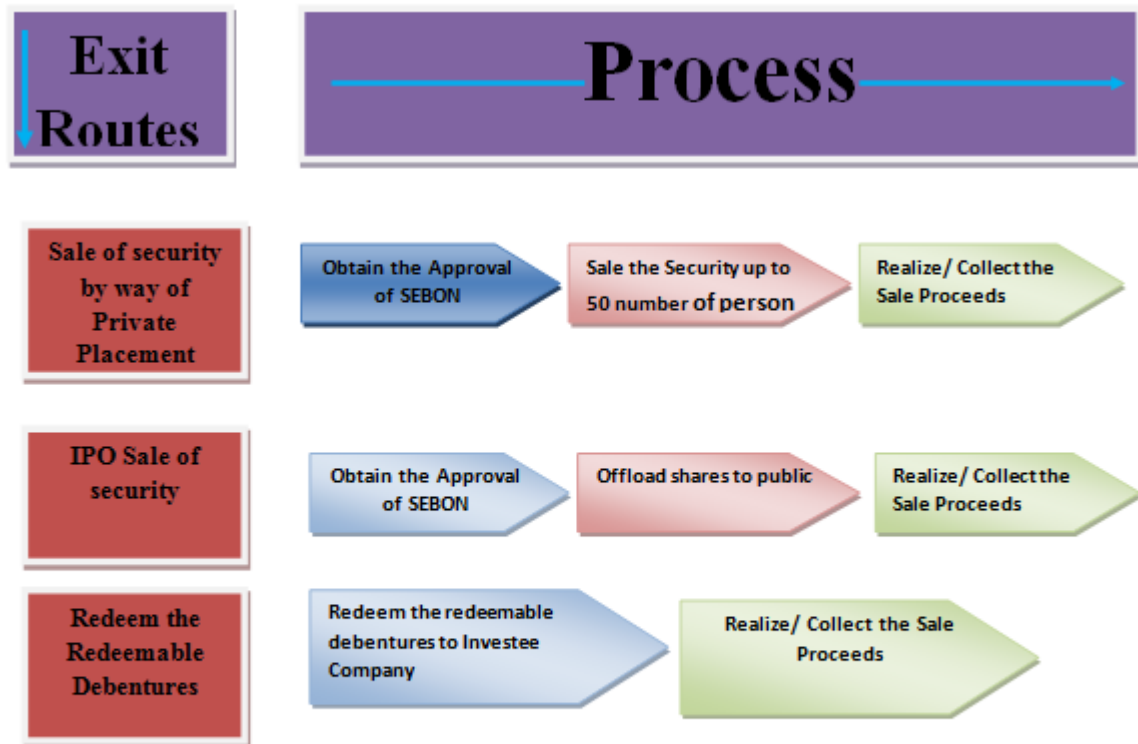 Exit
Routes
Process
Sale of security
by way of
Private
Placement
Obtain the Approval
of SEBON
Sale the Security up to
50 number of person
Realize/ Collect the
Sale Proceeds
IPO Sale of
security
Obtain the Approval
of SEBON
Offload shares to public
Realize/ Collect the
Sale Proceeds
Redeem the
Redeemable
Debentures
Redeem the redeemable
debentures to Investee
Company
Realize/ Collect the Sale
Proceeds